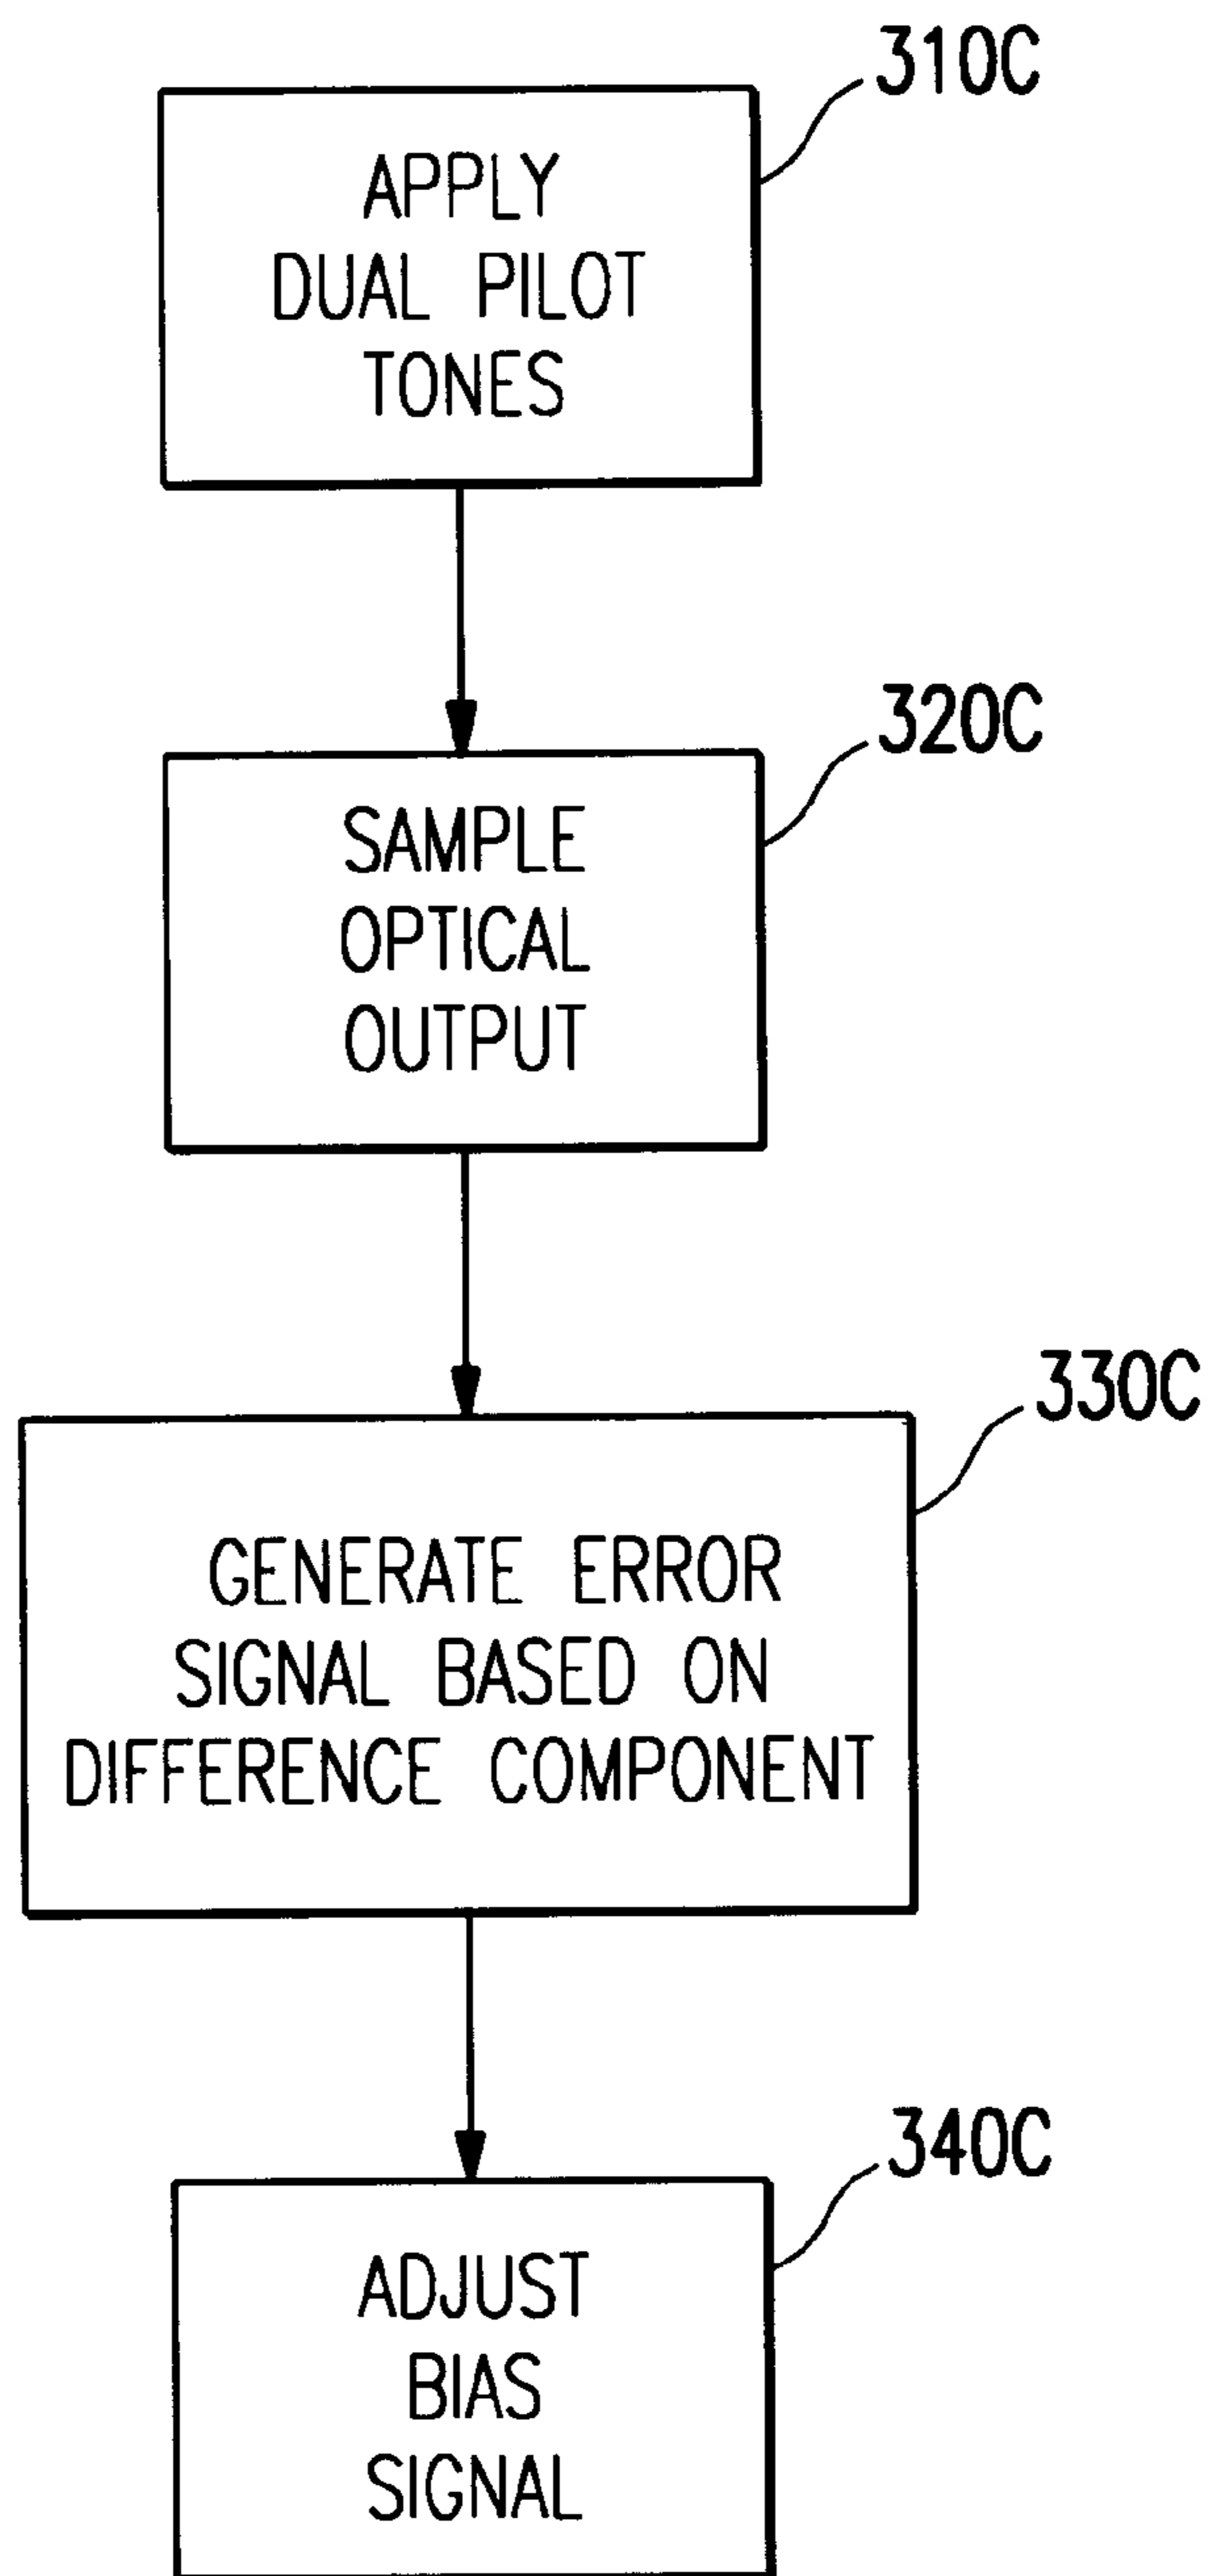 310C
APPLY
DUAL PILOT
TONES
320C
SAMPLE
OPTICAL
OUTPUT
330C
GENERATE ERROR
SIGNAL BASED ON
DIFFERENCE COMPONENT
340C
ADJUST
BIAS
SIGNAL